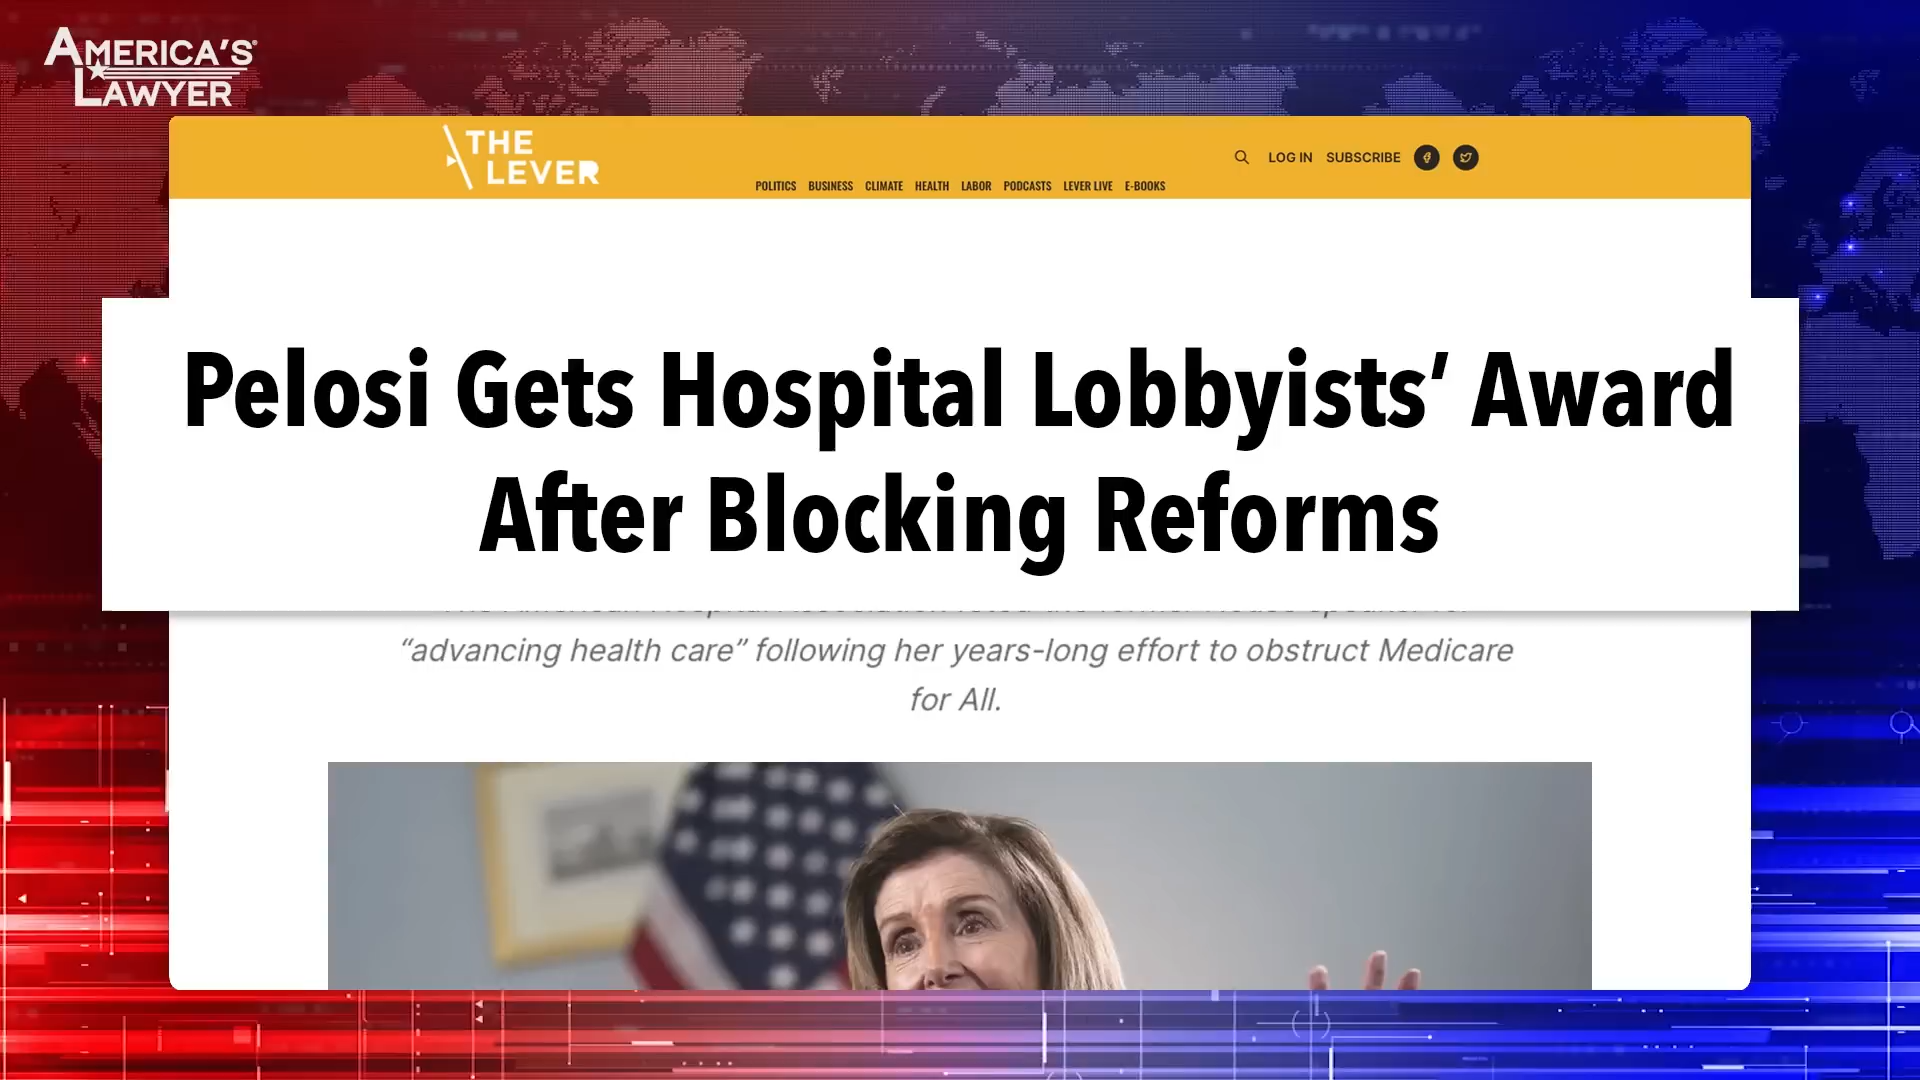 AMERICA'S
LAWYER
THE
LEVER
LOG IN SUBSCRIBE
POLITICS BUSINESS CLIMATE HEALTH LABOR PODCASTS LEVER LIVE E-BOOKS
Pelosi Gets Hospital Lobbyists’ Award
After Blocking Reforms
“advancing health care” following her years-long effort to obstruct Medicare
for All.